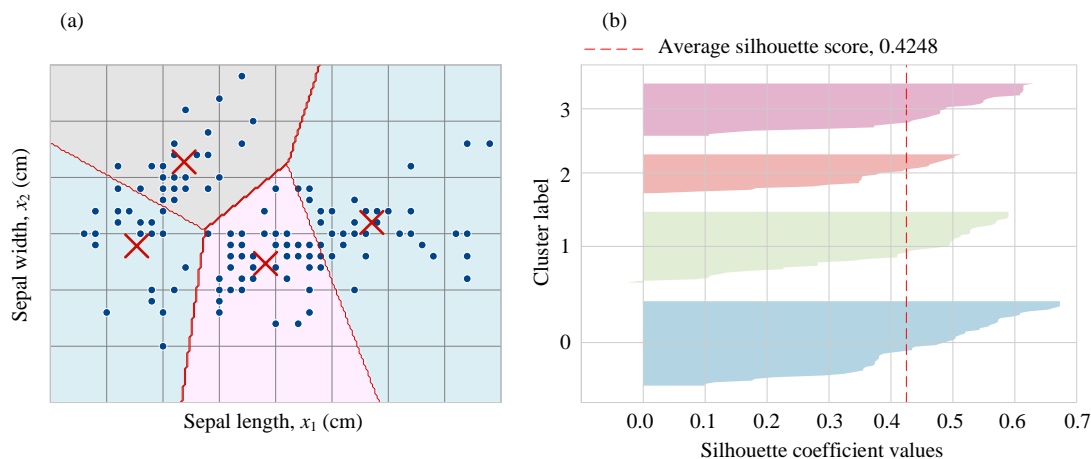 (a)
Sepal width, x2 (cm)
Sepal length, x1 (cm)
(b)
Average silhouette score, 0.4248
Cluster label
3
2
1
0
0.0 0.1 0.2 0.3 0.4 0.5 0.6 0.7
Silhouette coefficient values